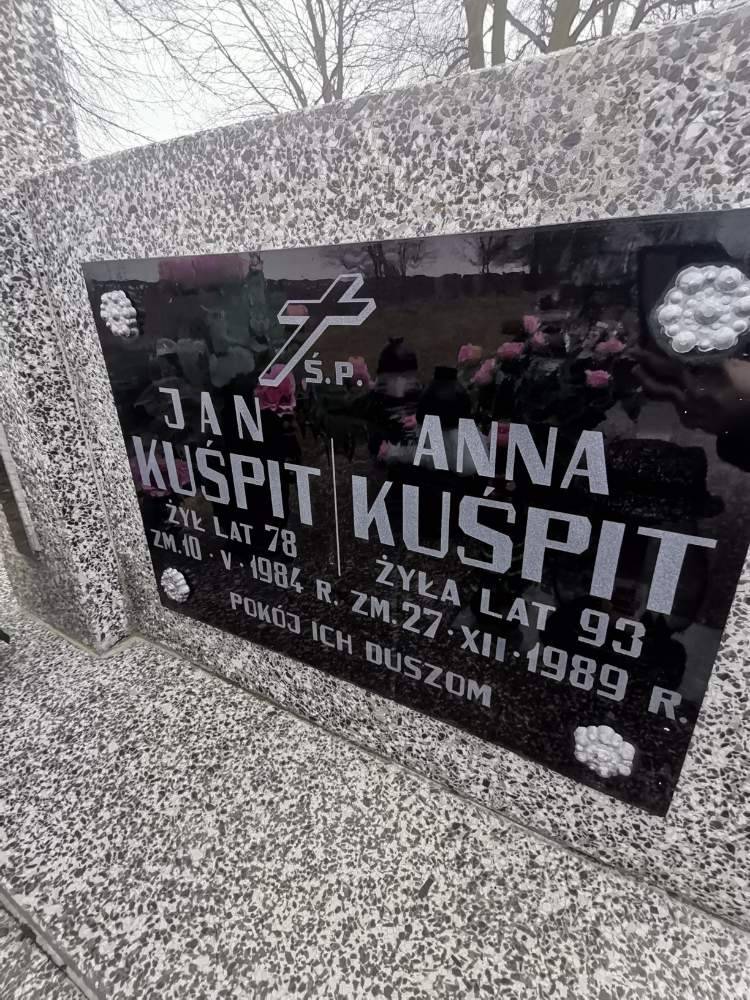 Ś.P.
JAN
KUŚPIT
ŻYŁ LAT 78
ZM. 10 · V · 1984 R.
ANNA
KUŚPIT
ŻYŁA LAT 93
ZM. 27 · XII · 1989 R.
POKÓJ ICH DUSZOM